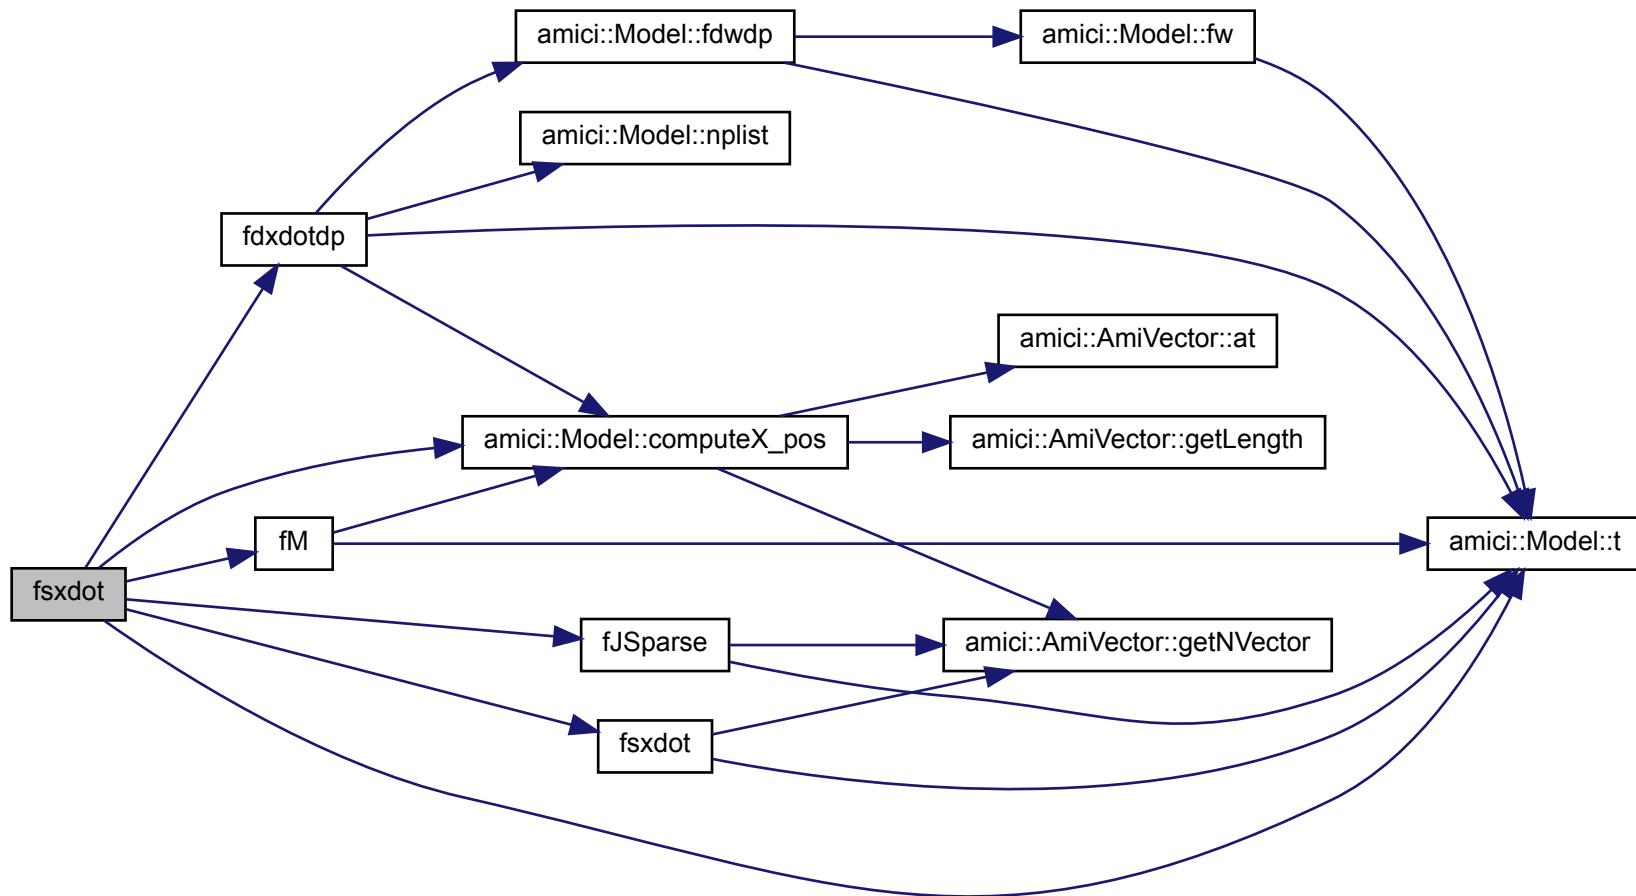 amici::Model::fdwdp
amici::Model::fw
amici::Model::nplist
fdxdotdp
amici::AmiVector::at
amici::Model::computeX_pos
amici::AmiVector::getLength
fM
amici::Model::t
fsxdot
fJSparse
amici::AmiVector::getNVector
fsxdot